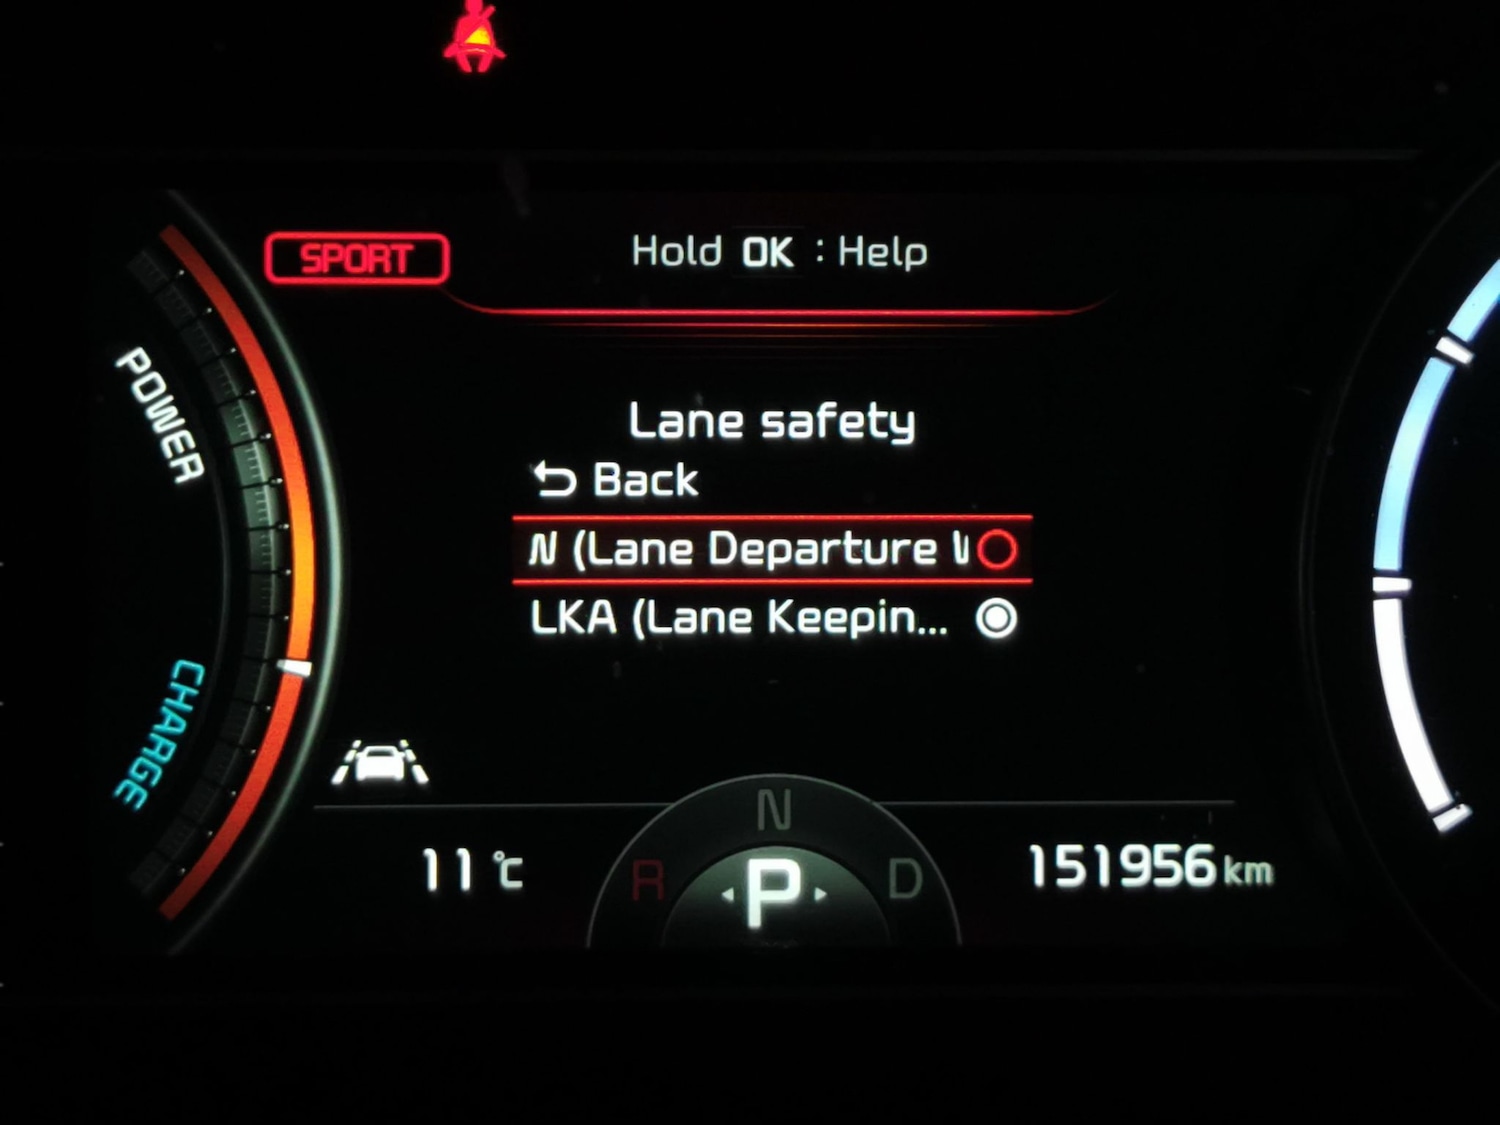 SPORT
Hold OK : Help
POWER
Lane safety
Back
N (Lane Departure
LKA (Lane Keepin...
CHARGE
N
11 °C
R
P
D
151956 km